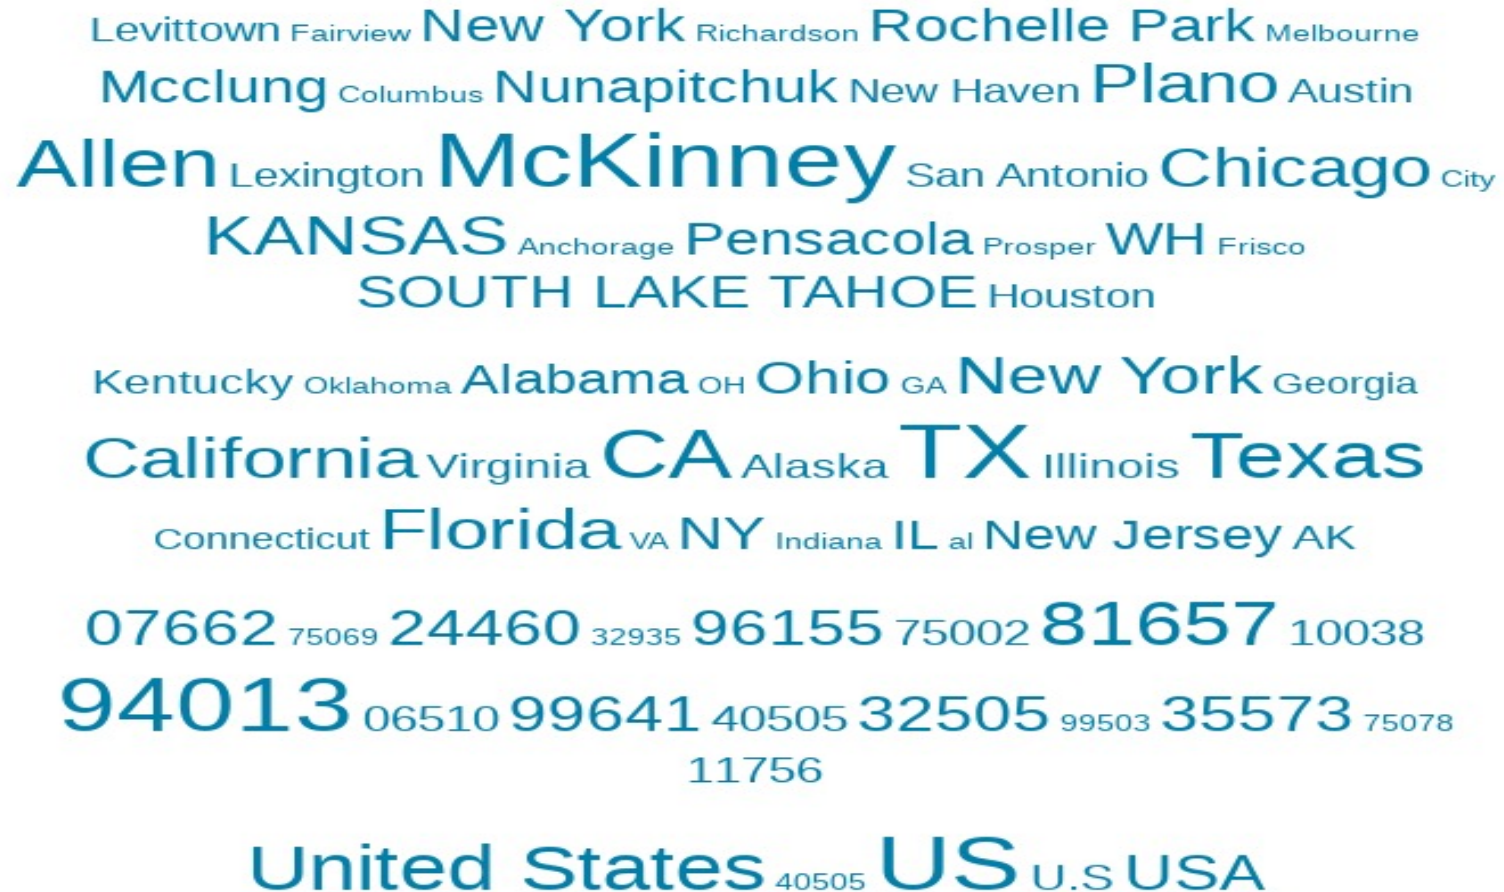 Levittown Fairview New York Richardson Rochelle Park Melbourne
Mcclung Columbus Nunapitchuk New Haven Plano Austin
Allen Lexington McKinney San Antonio Chicago City
KANSAS Anchorage Pensacola Prosper WH Frisco
SOUTH LAKE TAHOE Houston
Kentucky Oklahoma Alabama OH Ohio GA New York Georgia
California Virginia CA Alaska TX Illinois Texas
Connecticut Florida VA NY Indiana IL al New Jersey AK
07662 75069 24460 32935 96155 75002 81657 10038
94013 06510 99641 40505 32505 99503 35573 75078
11756
United States 40505 US U.S USA